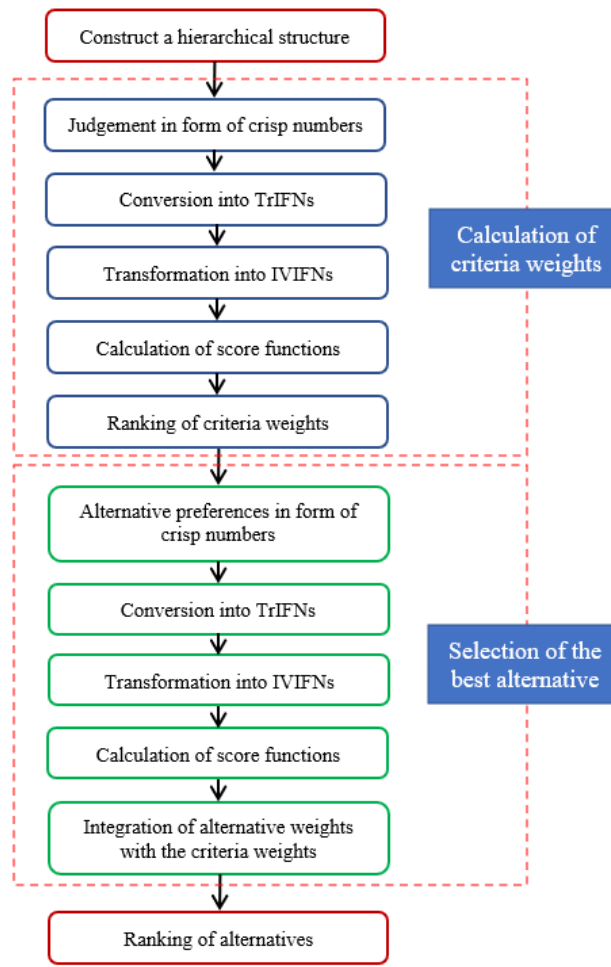 Construct a hierarchical structure
Judgement in form of crisp numbers
Conversion into TrIFNs
Transformation into IVIFNs
Calculation of score functions
Ranking of criteria weights
Calculation of
criteria weights
Alternative preferences in form of
crisp numbers
Conversion into TrIFNs
Transformation into IVIFNs
Calculation of score functions
Integration of alternative weights
with the criteria weights
Selection of the
best alternative
Ranking of alternatives